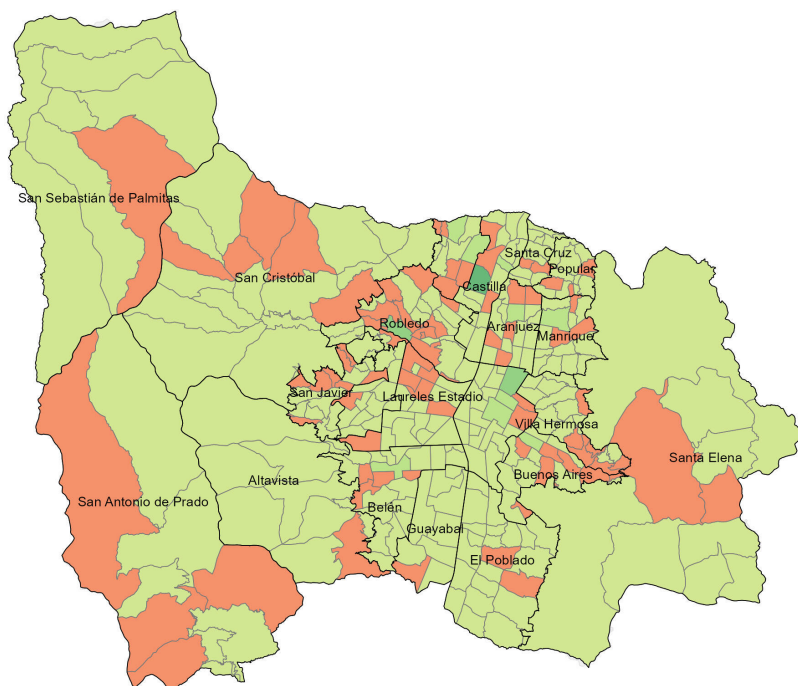 San Sebastián de Palmitas
San Cristóbal
Santa Cruz
Popular
Castilla
Robledo
Aranjuez
Manrique
San Javier
Laureles Estadio
Villa Hermosa
Santa Elena
Buenos Aires
Altavista
San Antonio de Prado
Belén
Guayabal
El Poblado